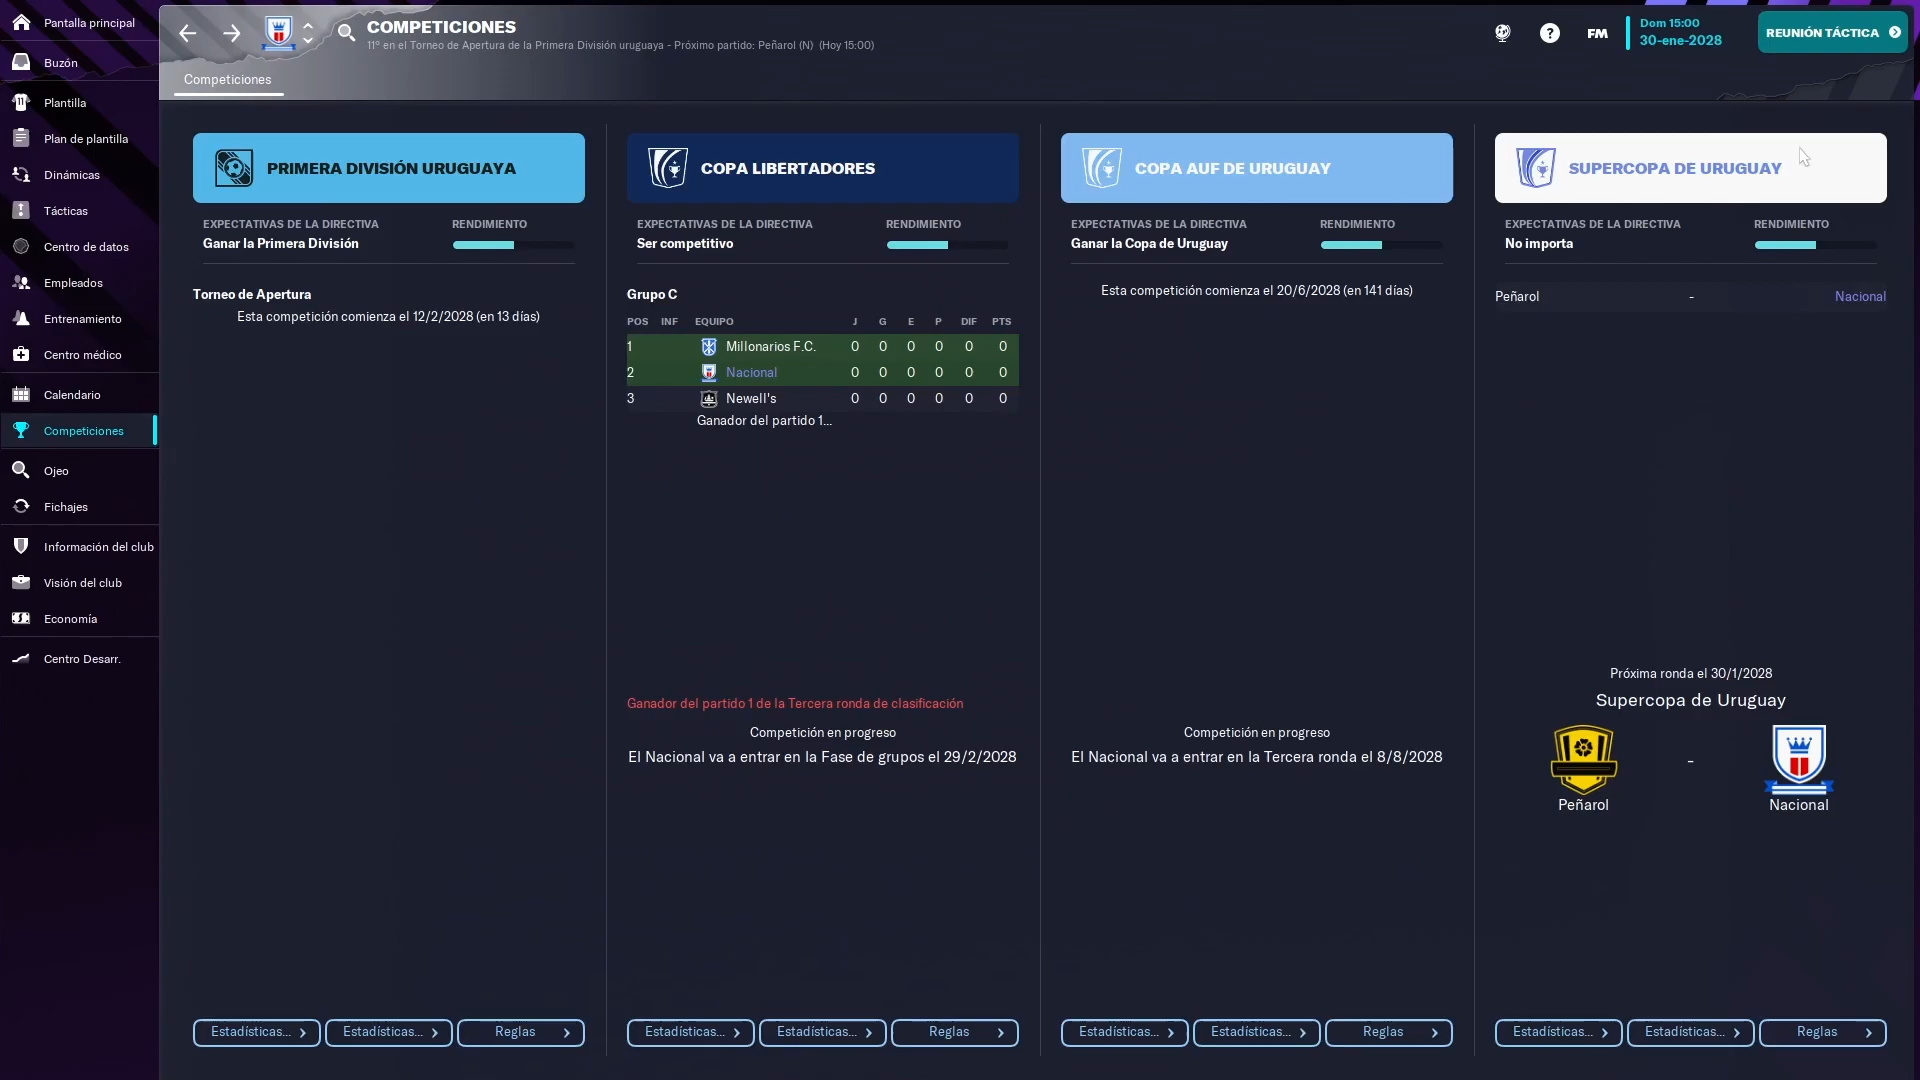 Pantalla principal
Buzón
Plantilla
Plan de plantilla
Dinámicas
Tácticas
Centro de datos
Empleados
Entrenamiento
Centro médico
Calendario
Competiciones
Ojeo
Fichajes
Información del club
Visión del club
Economía
Centro Desarr.
COMPETICIONES
11º en el Torneo de Apertura de la Primera División uruguaya - Próximo partido: Peñarol (N) (Hoy 15:00)
FM
Dom 15:00
30-ene-2028
REUNIÓN TÁCTICA
Competiciones
PRIMERA DIVISIÓN URUGUAYA
EXPECTATIVAS DE LA DIRECTIVA RENDIMIENTO
Ganar la Primera División
Torneo de Apertura
Esta competición comienza el 12/2/2028 (en 13 días)
Estadísticas... Estadísticas... Reglas
COPA LIBERTADORES
EXPECTATIVAS DE LA DIRECTIVA RENDIMIENTO
Ser competitivo
Grupo C
POS INF EQUIPO J G E P DIF PTS
1 Millonarios F.C. 0 0 0 0 0 0
2 Nacional 0 0 0 0 0 0
3 Newell's 0 0 0 0 0 0
Ganador del partido 1...
Ganador del partido 1 de la Tercera ronda de clasificación
Competición en progreso
El Nacional va a entrar en la Fase de grupos el 29/2/2028
Estadísticas... Estadísticas... Reglas
COPA AUF DE URUGUAY
EXPECTATIVAS DE LA DIRECTIVA RENDIMIENTO
Ganar la Copa de Uruguay
Esta competición comienza el 20/6/2028 (en 141 días)
Competición en progreso
El Nacional va a entrar en la Tercera ronda el 8/8/2028
Estadísticas... Estadísticas... Reglas
SUPERCOPA DE URUGUAY
EXPECTATIVAS DE LA DIRECTIVA RENDIMIENTO
No importa
Peñarol - Nacional
Próxima ronda el 30/1/2028
Supercopa de Uruguay
-
Peñarol Nacional
Estadísticas... Estadísticas... Reglas